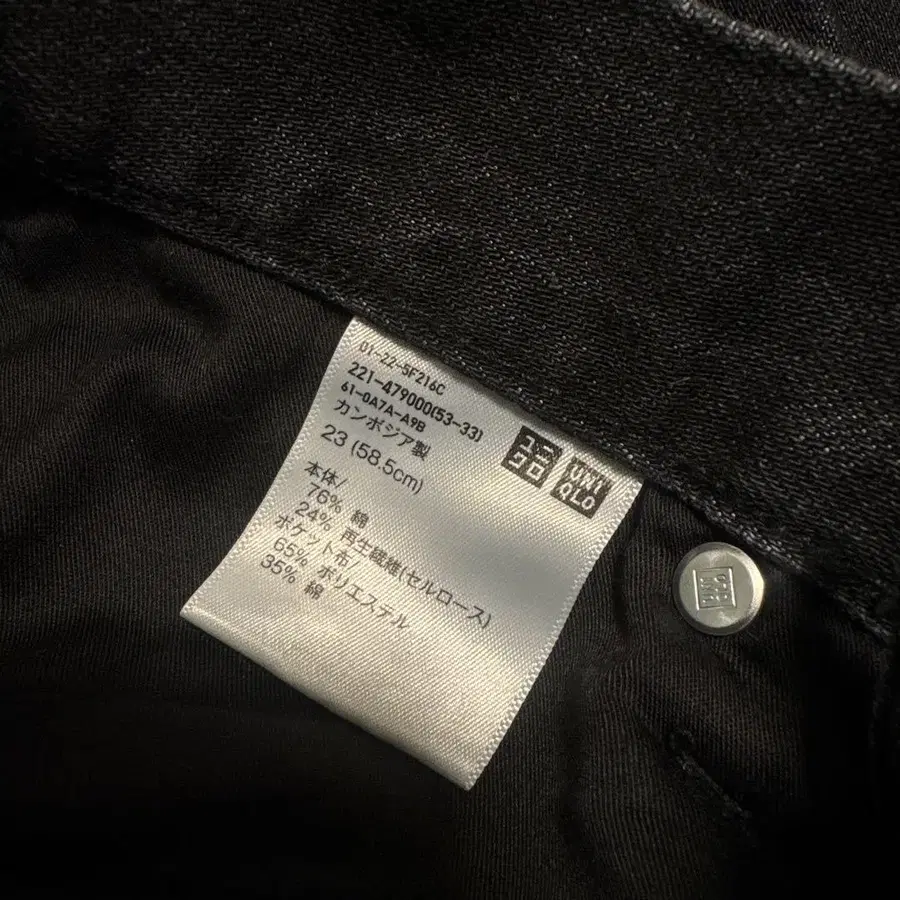 01-22-5F216C
221-479000(53-33)
61-0A7A-A9B
カンボジア製
23 (58.5cm)
本体/
76% 綿
24% 再生繊維(セルロース)
ポケット布/
65% ポリエステル
35% 綿
ユニ
クロ
UNI
QLO